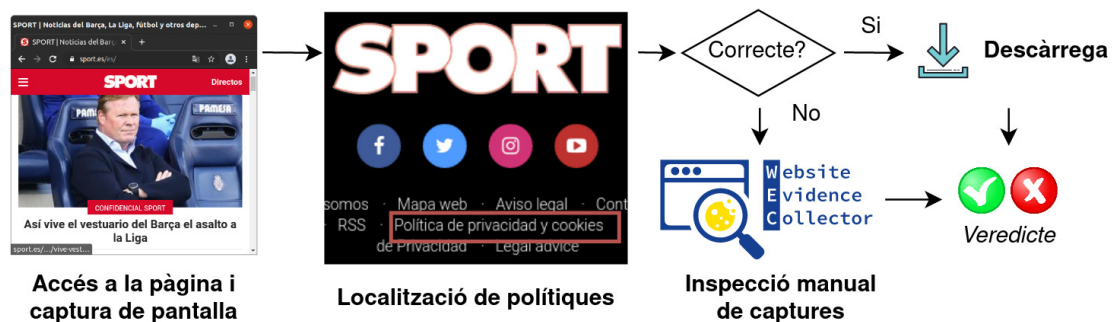 SPORT | Noticias del Barça, La Liga, fútbol y otros dep...
SPORT | Noticias del Barç
sport.es/es/
SPORT
Directos
PAMESA
CONFIDENCIAL SPORT
Así vive el vestuario del Barça el asalto a
la Liga
sport.es/.../vive-vest...
Accés a la pàgina i
captura de pantalla
SPORT
somos · Mapa web · Aviso legal · Cont
RSS · Política de privacidad y cookies
de Privacidad · Legal advice
Localització de polítiques
Correcte?
Si
No
Descàrrega
Website
Evidence
Collector
Inspecció manual
de captures
Veredicte